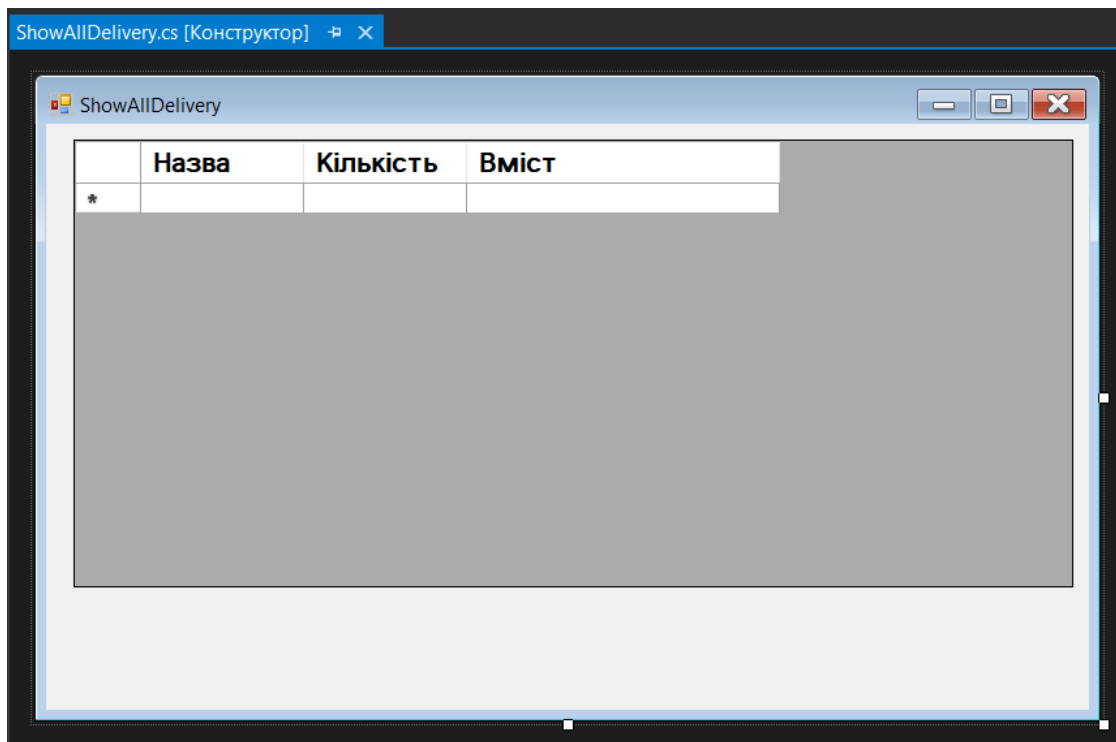 ShowAllDelivery.cs [Конструктор]
ShowAllDelivery
Назва Кількість Вміст
*